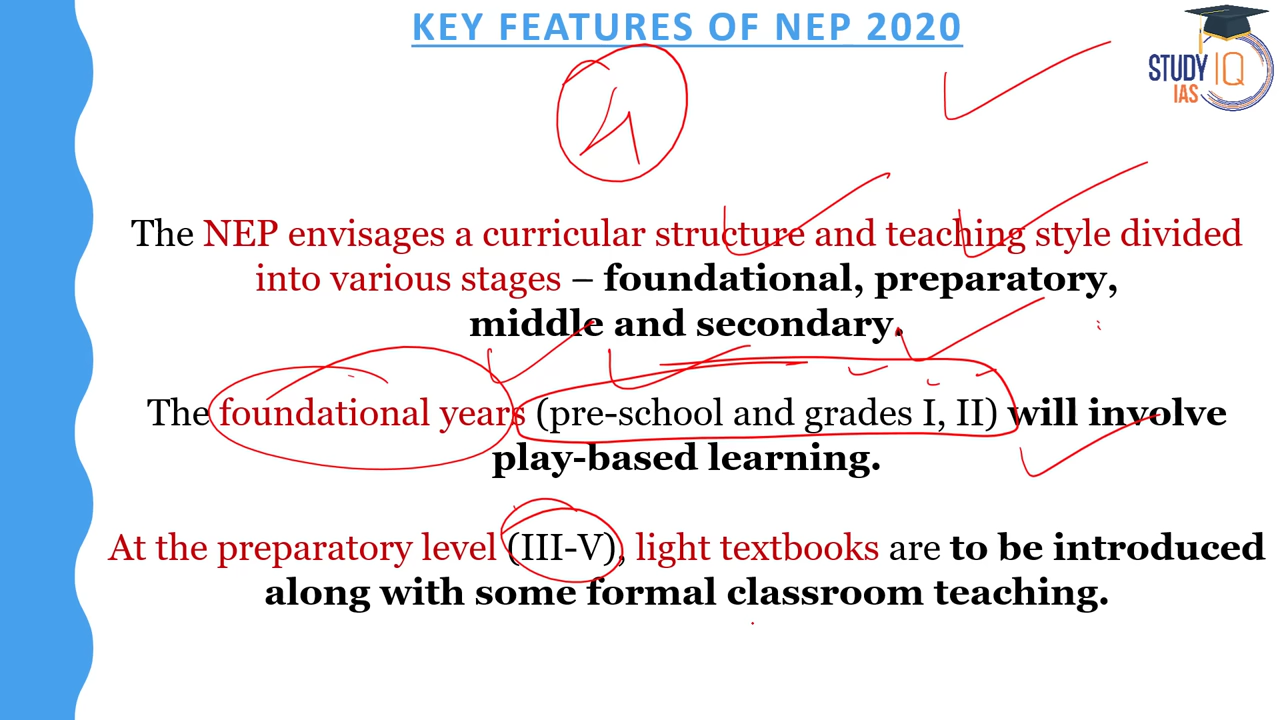 KEY FEATURES OF NEP 2020
STUDY IQ
IAS
4
The NEP envisages a curricular structure and teaching style divided
into various stages – foundational, preparatory,
middle and secondary.
The foundational years (pre-school and grades I, II) will involve
play-based learning.
At the preparatory level (III-V), light textbooks are to be introduced
along with some formal classroom teaching.